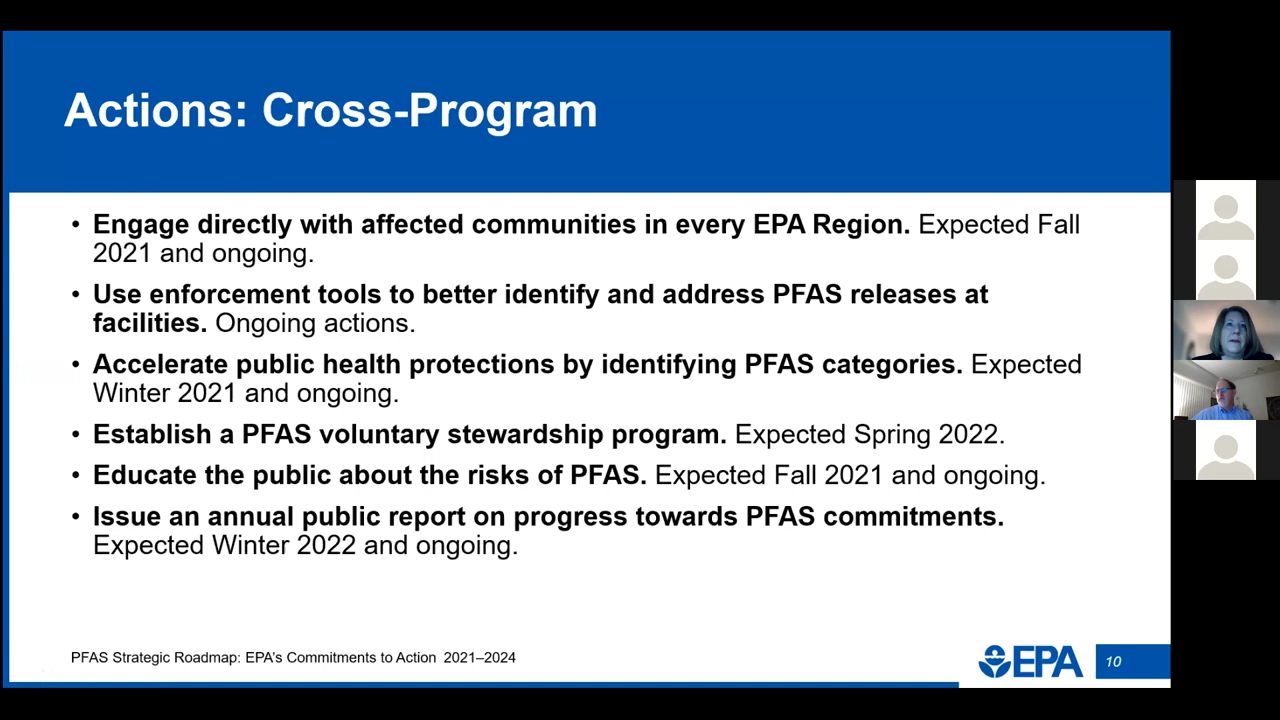 Actions: Cross-Program
• Engage directly with affected communities in every EPA Region. Expected Fall
2021 and ongoing.
• Use enforcement tools to better identify and address PFAS releases at
facilities. Ongoing actions.
• Accelerate public health protections by identifying PFAS categories. Expected
Winter 2021 and ongoing.
• Establish a PFAS voluntary stewardship program. Expected Spring 2022.
• Educate the public about the risks of PFAS. Expected Fall 2021 and ongoing.
• Issue an annual public report on progress towards PFAS commitments.
Expected Winter 2022 and ongoing.
PFAS Strategic Roadmap: EPA's Commitments to Action 2021–2024
EPA
10